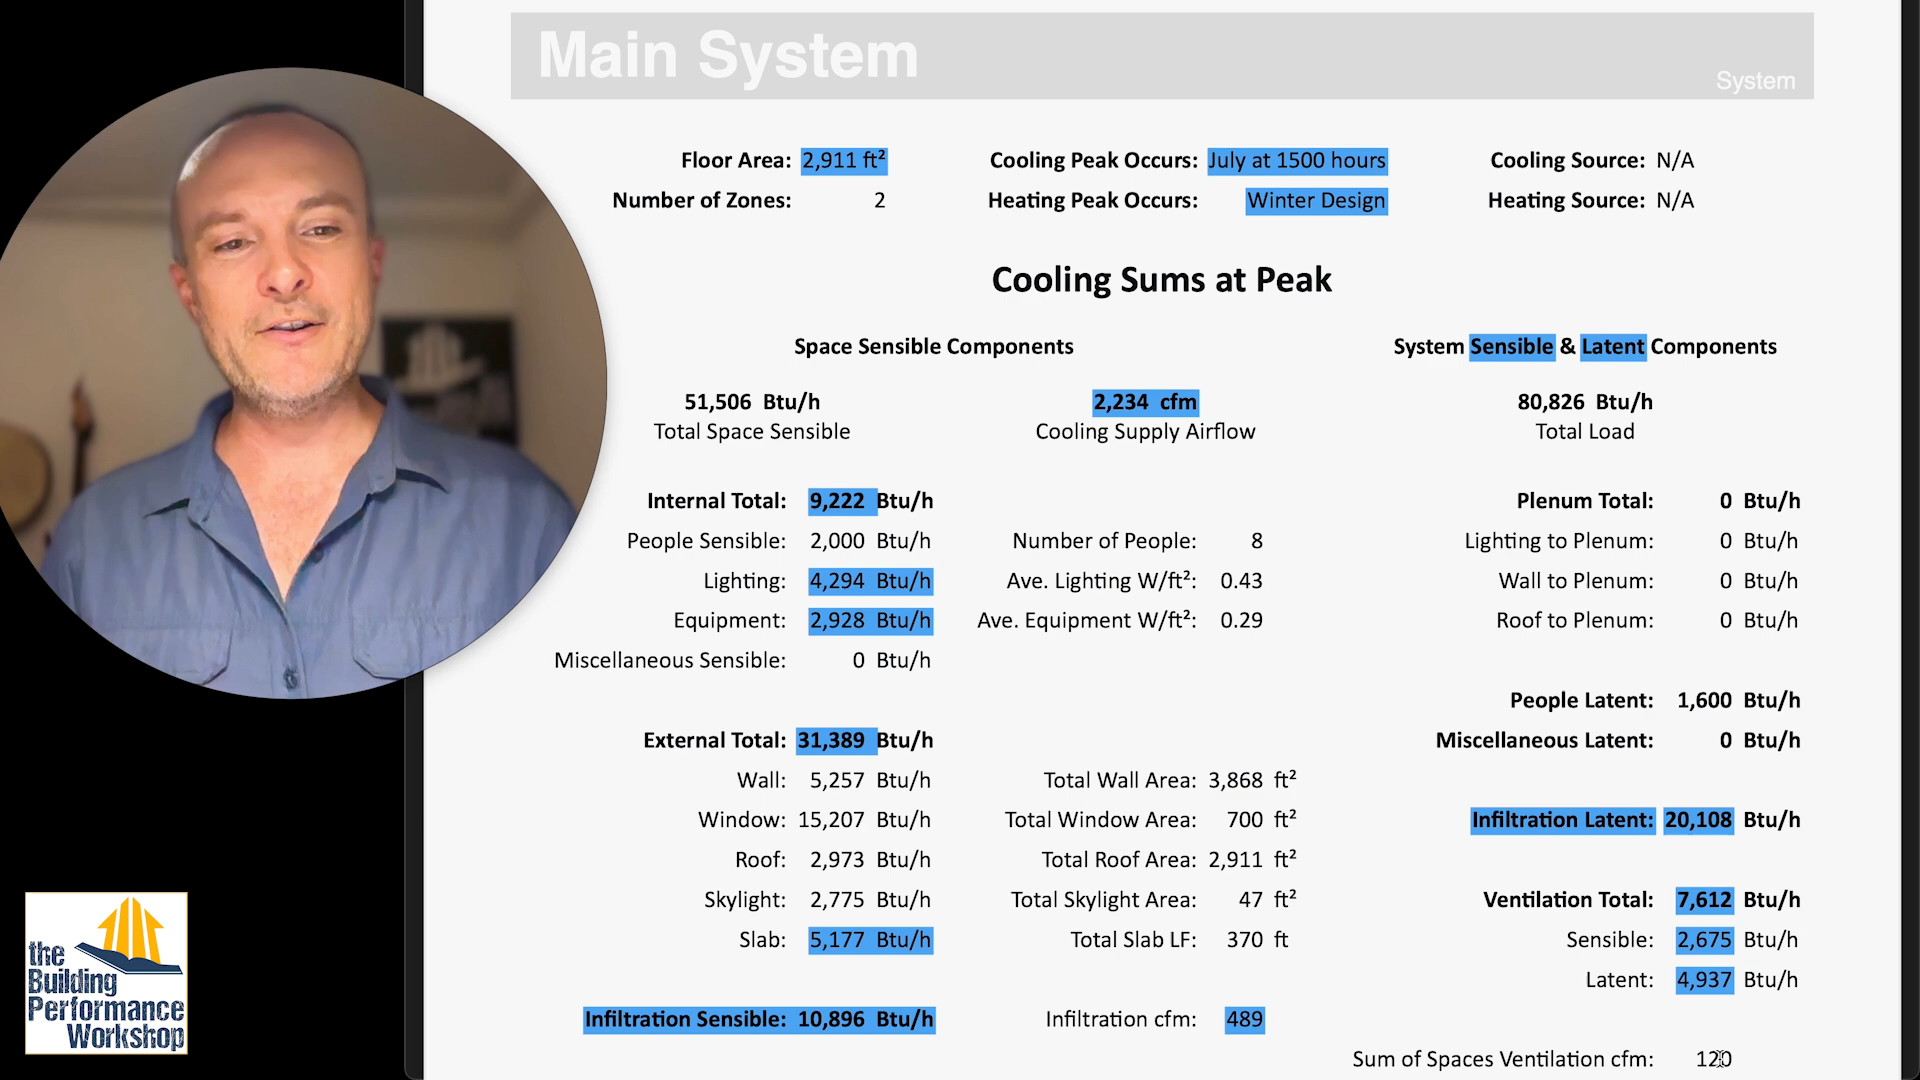 Main System
System
Floor Area: 2,911 ft² Cooling Peak Occurs: July at 1500 hours Cooling Source: N/A
Number of Zones: 2 Heating Peak Occurs: Winter Design Heating Source: N/A
Cooling Sums at Peak
Space Sensible Components System Sensible & Latent Components
51,506 Btu/h 2,234 cfm 80,826 Btu/h
Total Space Sensible Cooling Supply Airflow Total Load
Internal Total: 9,222 Btu/h Plenum Total: 0 Btu/h
People Sensible: 2,000 Btu/h Number of People: 8 Lighting to Plenum: 0 Btu/h
Lighting: 4,294 Btu/h Ave. Lighting W/ft²: 0.43 Wall to Plenum: 0 Btu/h
Equipment: 2,928 Btu/h Ave. Equipment W/ft²: 0.29 Roof to Plenum: 0 Btu/h
Miscellaneous Sensible: 0 Btu/h
People Latent: 1,600 Btu/h
External Total: 31,389 Btu/h Miscellaneous Latent: 0 Btu/h
Wall: 5,257 Btu/h Total Wall Area: 3,868 ft²
Window: 15,207 Btu/h Total Window Area: 700 ft² Infiltration Latent: 20,108 Btu/h
Roof: 2,973 Btu/h Total Roof Area: 2,911 ft²
Skylight: 2,775 Btu/h Total Skylight Area: 47 ft² Ventilation Total: 7,612 Btu/h
Slab: 5,177 Btu/h Total Slab LF: 370 ft Sensible: 2,675 Btu/h
Latent: 4,937 Btu/h
Infiltration Sensible: 10,896 Btu/h Infiltration cfm: 489
Sum of Spaces Ventilation cfm: 120
the
Building
Performance
Workshop